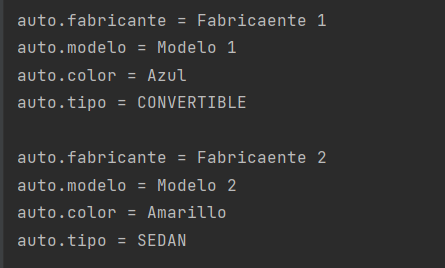 auto.fabricante = Fabricaente 1
auto.modelo = Modelo 1
auto.color = Azul
auto.tipo = CONVERTIBLE
auto.fabricante = Fabricaente 2
auto.modelo = Modelo 2
auto.color = Amarillo
auto.tipo = SEDAN